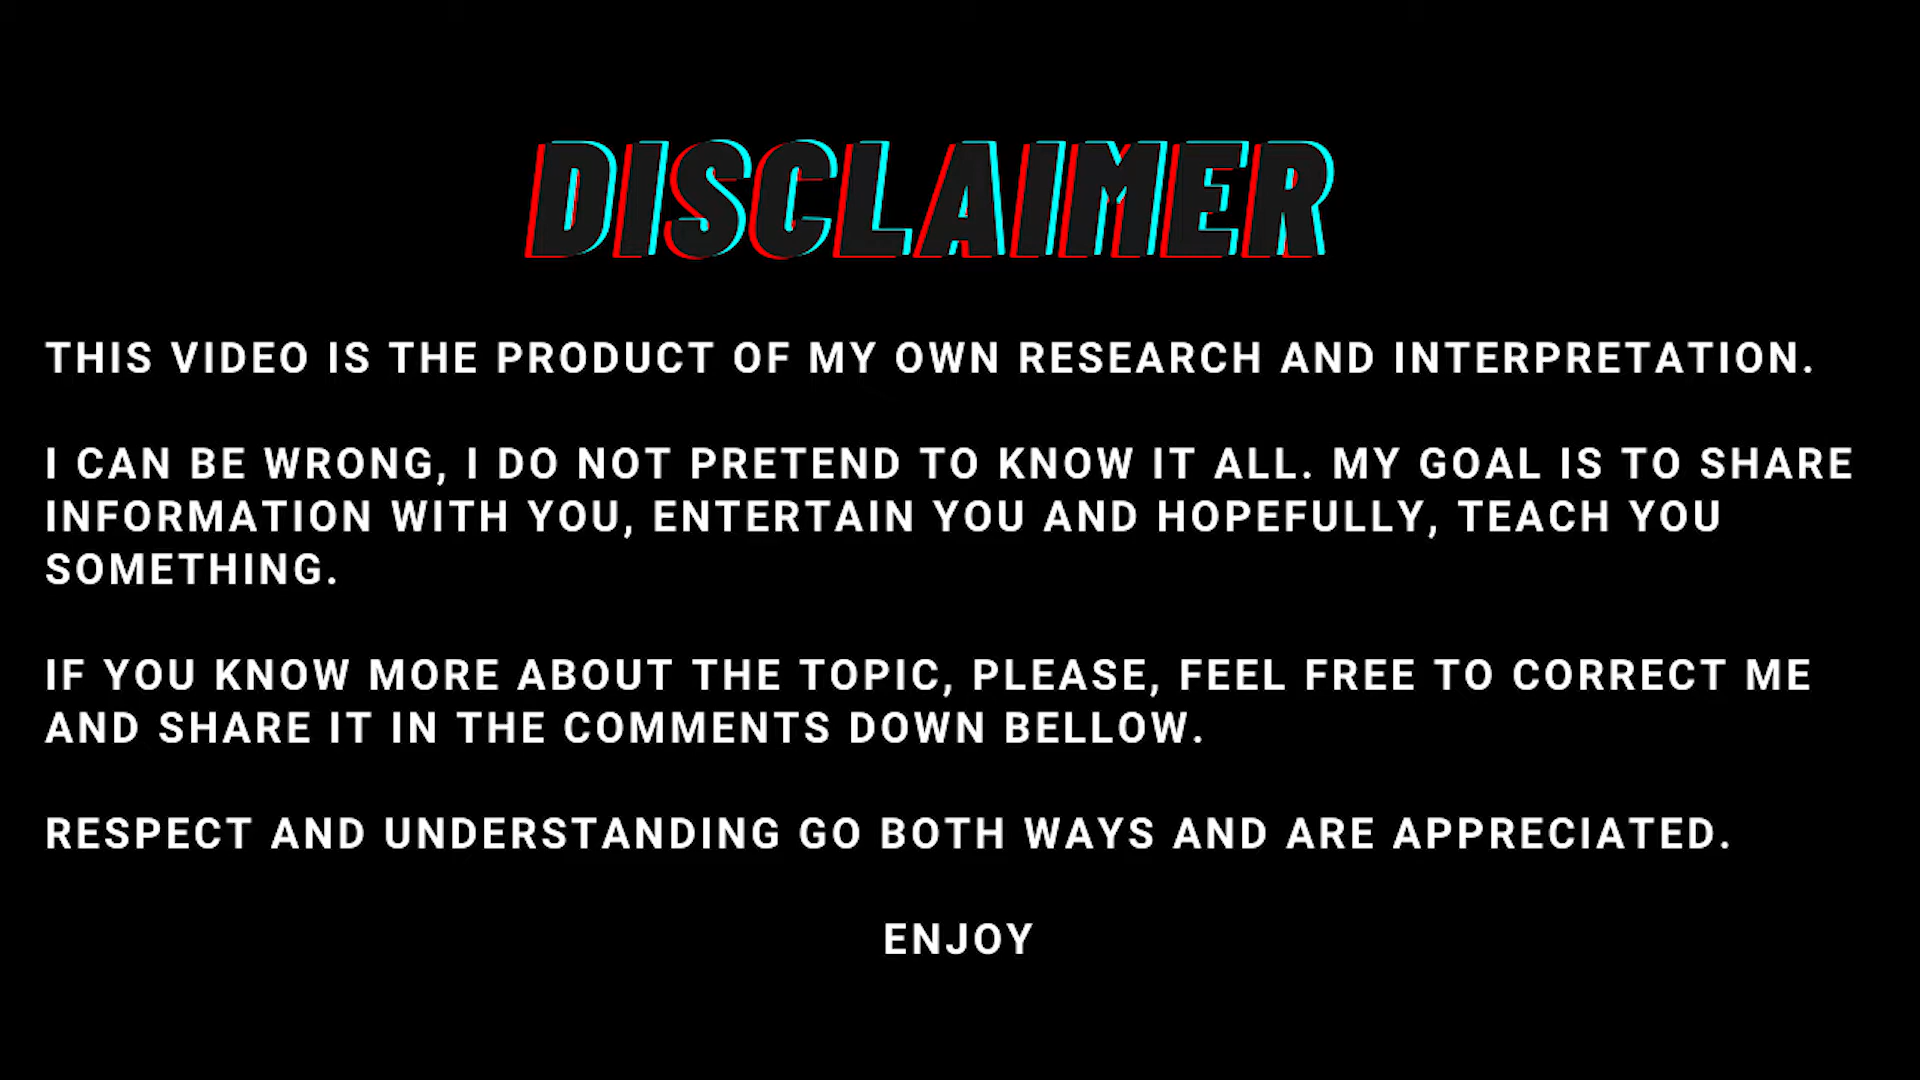 DISCLAIMER
THIS VIDEO IS THE PRODUCT OF MY OWN RESEARCH AND INTERPRETATION.
I CAN BE WRONG, I DO NOT PRETEND TO KNOW IT ALL. MY GOAL IS TO SHARE
INFORMATION WITH YOU, ENTERTAIN YOU AND HOPEFULLY, TEACH YOU
SOMETHING.
IF YOU KNOW MORE ABOUT THE TOPIC, PLEASE, FEEL FREE TO CORRECT ME
AND SHARE IT IN THE COMMENTS DOWN BELLOW.
RESPECT AND UNDERSTANDING GO BOTH WAYS AND ARE APPRECIATED.
ENJOY